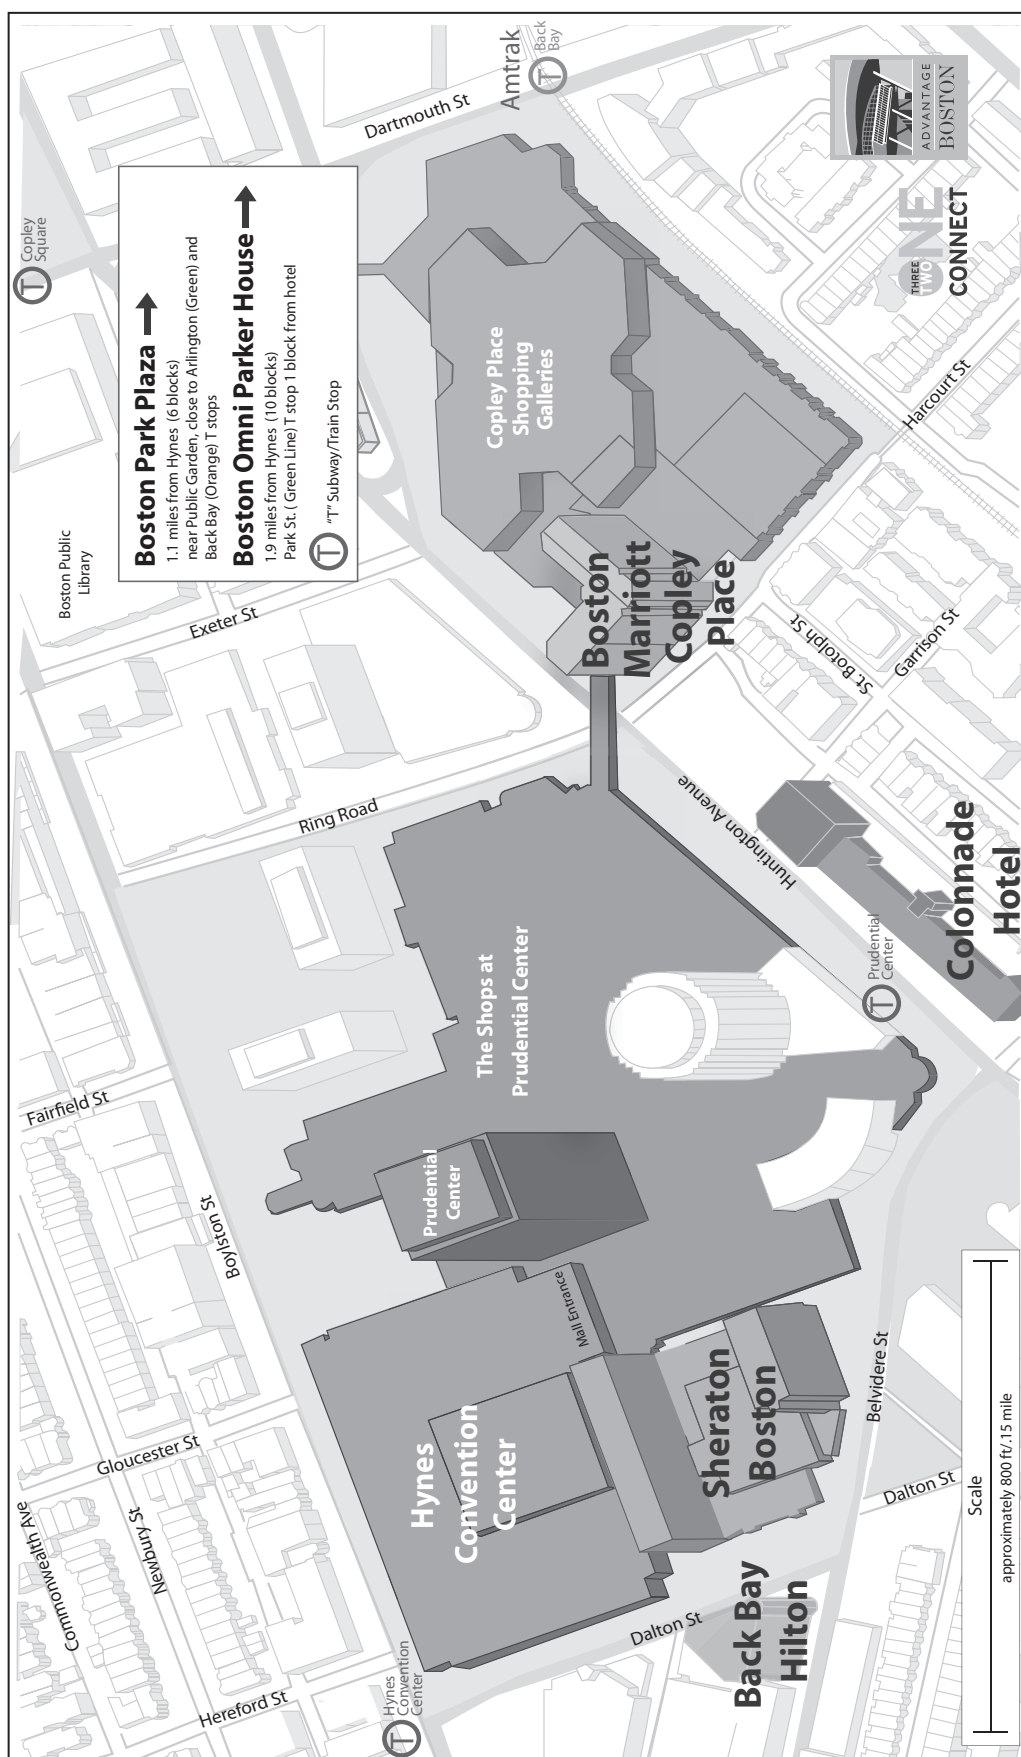 Copley
Square
Amtrak
Back
Bay
Dartmouth St
Boston Park Plaza
1.1 miles from Hynes  (6 blocks)
near Public Garden, close to Arlington (Green) and
Back Bay (Orange) T stops
Boston Omni Parker House
1.9 miles from Hynes  (10 blocks)
Park St. ( Green Line) T stop 1 block from hotel
T
"T" Subway/Train Stop
ADVANTAGE
BOSTON
THREE
TWO
ONE
CONNECT
Boston Public
Library
Exeter St
Copley Place
Shopping
Galleries
Harcourt St
Boston
Marriott
Copley
Place
St. Botolph St
Garrison St
Ring Road
Huntington Avenue
Colonnade
Hotel
T
Prudential
Center
The Shops at
Prudential Center
Fairfield St
Boylston St
Prudential
Center
Mall Entrance
Hynes
Convention
Center
Sheraton
Boston
Belvidere St
Gloucester St
Commonwealth Ave
Newbury St
Dalton St
Dalton St
Back Bay
Hilton
Hereford St
T
Hynes
Convention
Center
T
T
Scale
approximately 800 ft/.15 mile